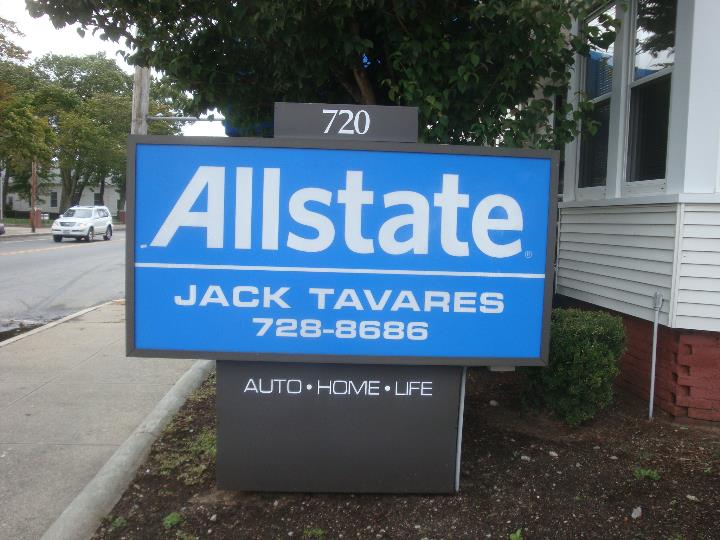 720
Allstate®
JACK TAVARES
728-8686
AUTO • HOME • LIFE